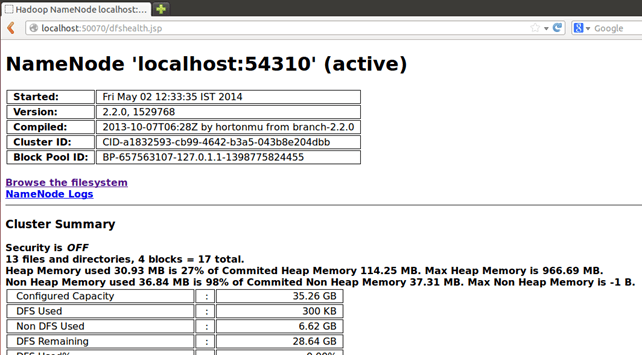 Hadoop NameNode localhost:...
localhost:50070/dfshealth.jsp
Google
NameNode 'localhost:54310' (active)
Started: Fri May 02 12:33:35 IST 2014
Version: 2.2.0, 1529768
Compiled: 2013-10-07T06:28Z by hortonmu from branch-2.2.0
Cluster ID: CID-a1832593-cb99-4642-b3a5-043b8e204dbb
Block Pool ID: BP-657563107-127.0.1.1-1398775824455
Browse the filesystem
NameNode Logs
Cluster Summary
Security is OFF
13 files and directories, 4 blocks = 17 total.
Heap Memory used 30.93 MB is 27% of Commited Heap Memory 114.25 MB. Max Heap Memory is 966.69 MB.
Non Heap Memory used 36.84 MB is 98% of Commited Non Heap Memory 37.31 MB. Max Non Heap Memory is -1 B.
Configured Capacity : 35.26 GB
DFS Used : 300 KB
Non DFS Used : 6.62 GB
DFS Remaining : 28.64 GB
DFS Used% : 0.00%